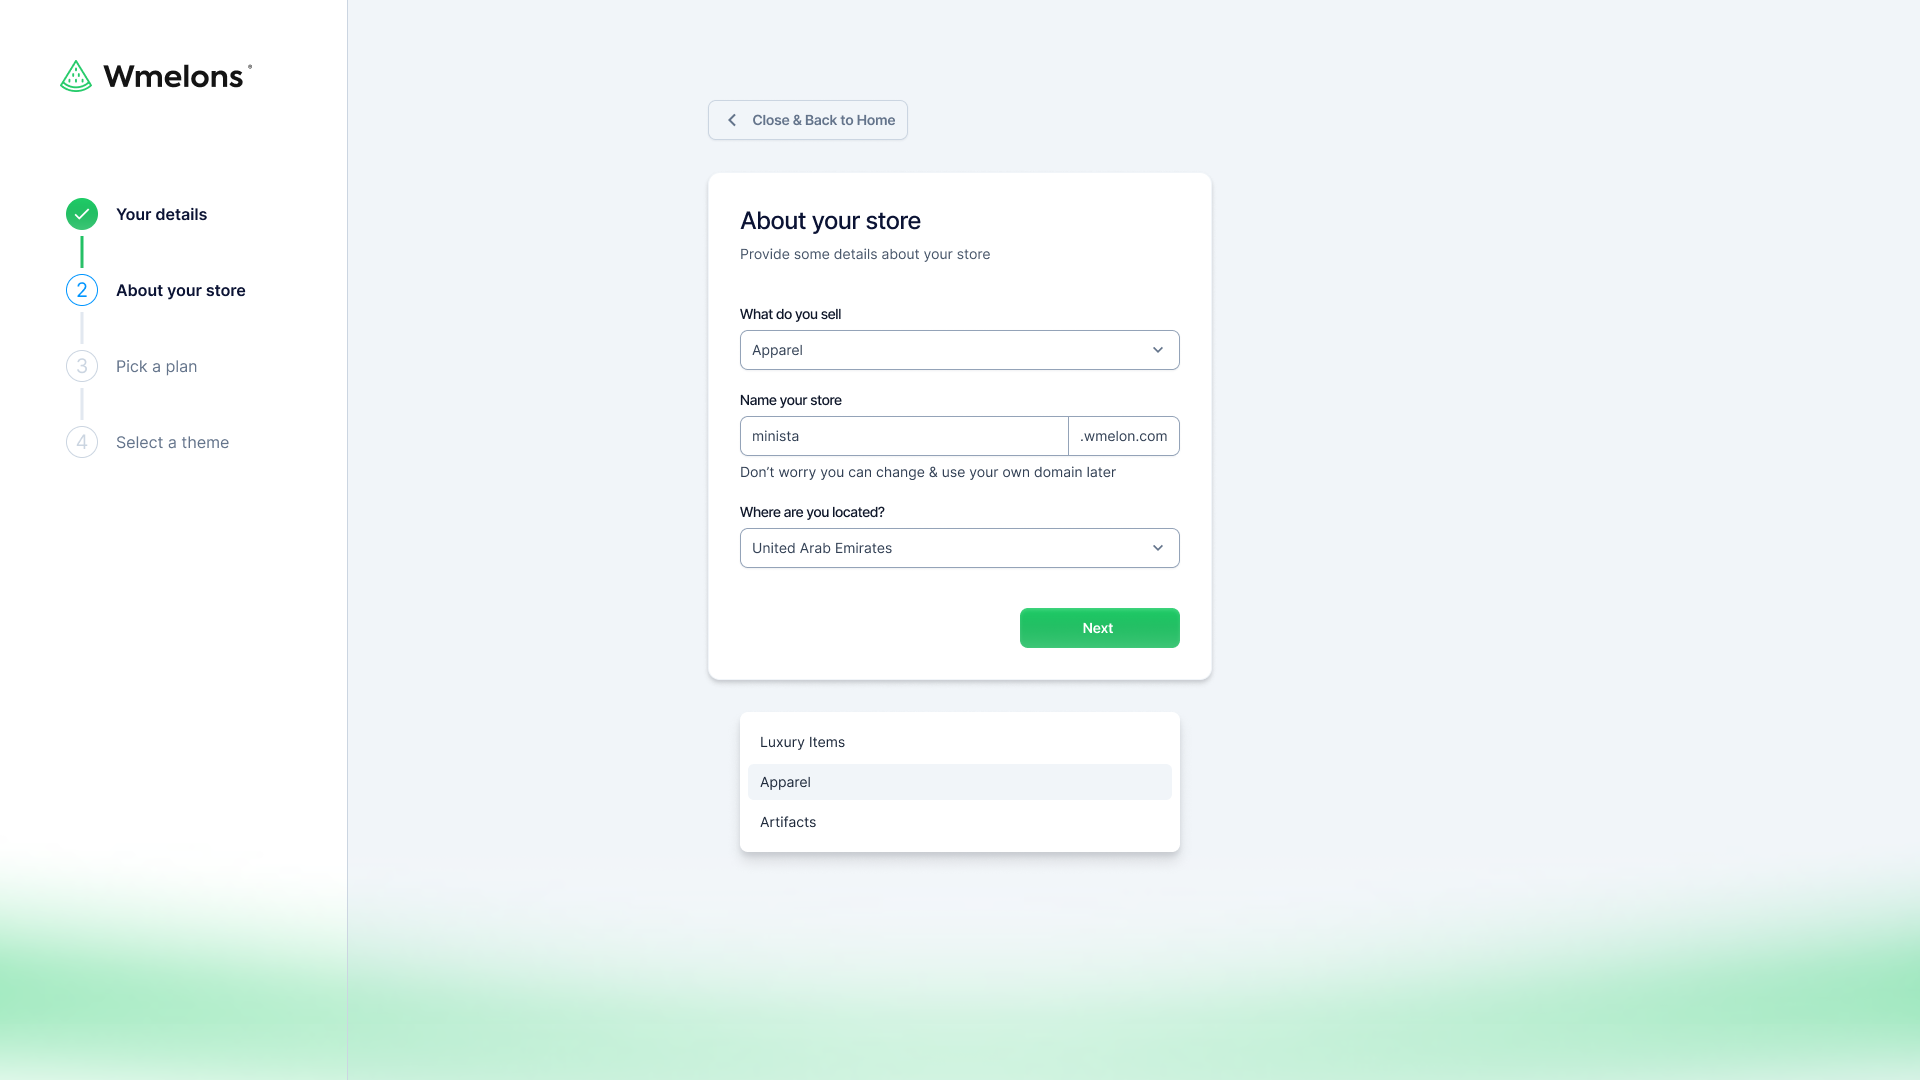 Wmelons
Your details
2
About your store
3
Pick a plan
4
Select a theme
Close & Back to Home
About your store
Provide some details about your store
What do you sell
Apparel
Name your store
minista
.wmelon.com
Don’t worry you can change & use your own domain later
Where are you located?
United Arab Emirates
Next
Luxury Items
Apparel
Artifacts